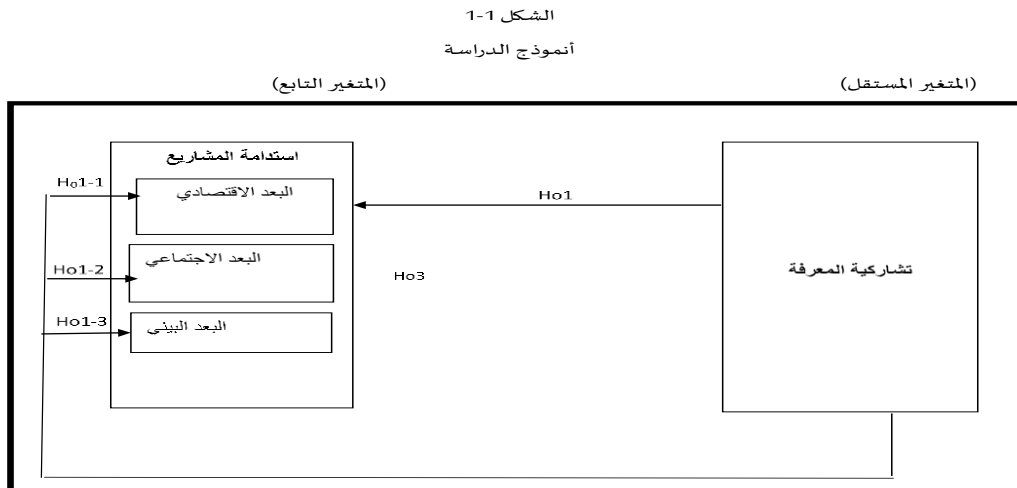 الشكل 1-1
أنموذج الدراسة
(المتغير المستقل)
(المتغير التابع)
استدامة المشاريع
Ho1-1
البعد الاقتصادي
Ho1
Ho1-2
البعد الاجتماعي
Ho3
تشاركية المعرفة
Ho1-3
البعد البيئي